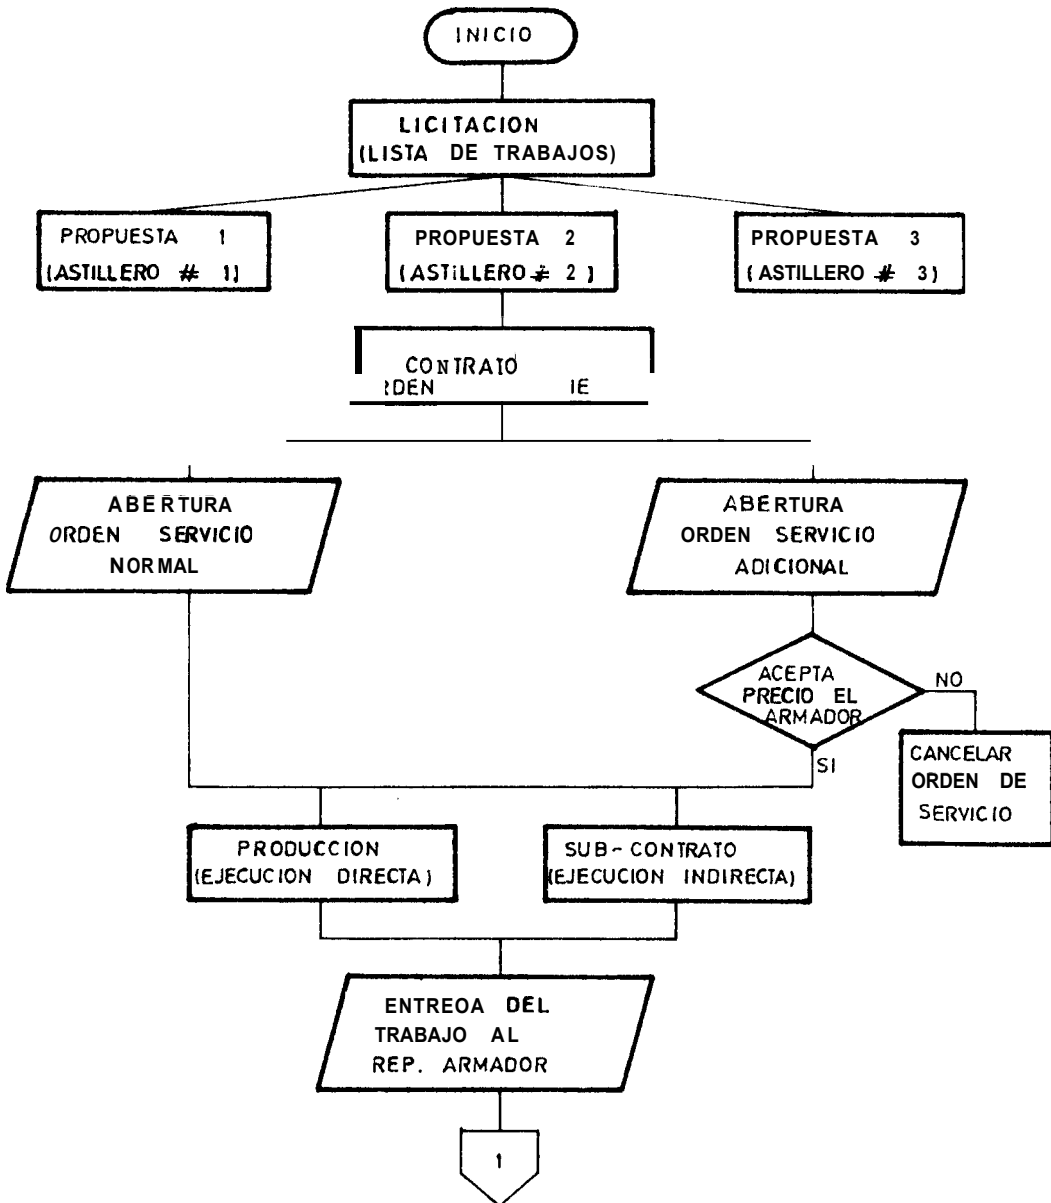 INICIO
LICITACION
(LISTA DE TRABAJOS)
PROPUESTA 1
(ASTILLERO # 1)
PROPUESTA 2
(ASTILLERO # 2)
PROPUESTA 3
(ASTILLERO # 3)
CONTRATO
ABERTURA
ORDEN SERVICIO
NORMAL
ABERTURA
ORDEN SERVICIO
ADICIONAL
ACEPTA
PRECIO EL
ARMADOR
NO
SI
CANCELAR
ORDEN DE
SERVICIO
PRODUCCION
(EJECUCION DIRECTA)
SUB-CONTRATO
(EJECUCION INDIRECTA)
ENTREOA DEL
TRABAJO AL
REP. ARMADOR
1